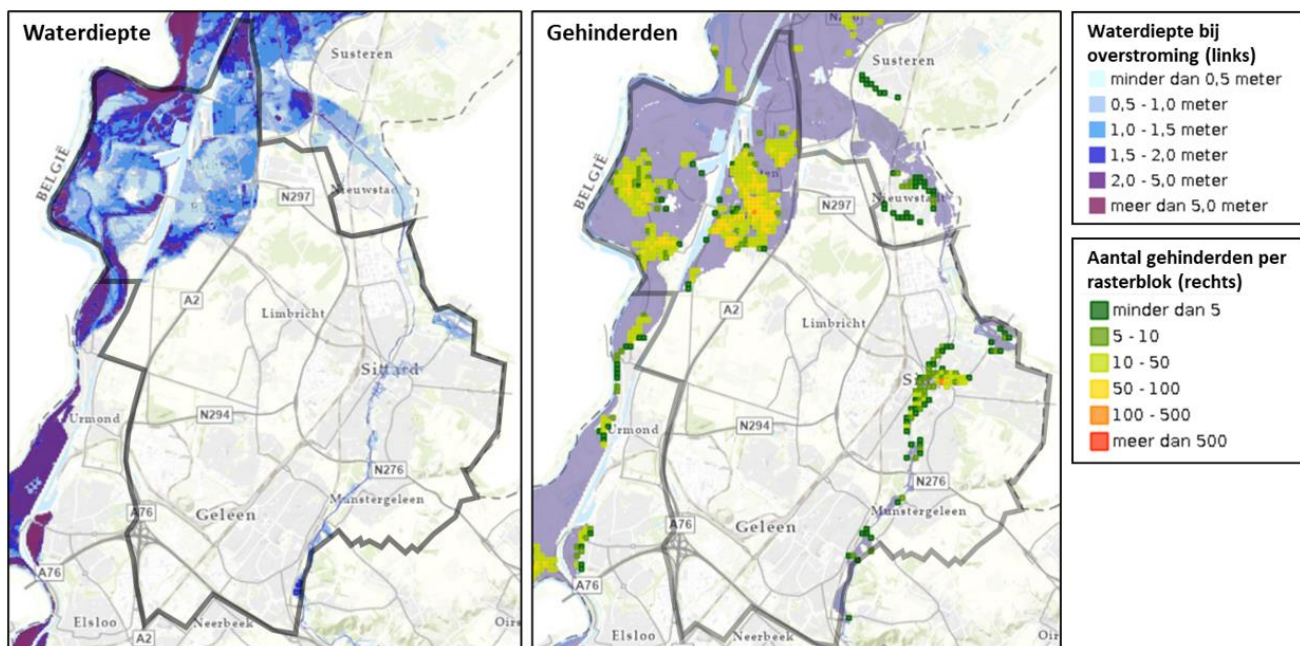 Waterdiepte
Susteren
BELGIË
N297
Nieuwstadt
A2
Limbricht
Sittard
Urmond
N294
N276
Munstergeleen
Geleen
A76
A76
Elsloo
A2
Neerbeek
Gehinderden
Susteren
BELGIË
N297
Nieuwstadt
A2
Limbricht
Urmond
N294
N276
Munstergeleen
Geleen
A76
A76
Elsloo
A2
Neerbeek
Waterdiepte bij
overstroming (links)
minder dan 0,5 meter
0,5 - 1,0 meter
1,0 - 1,5 meter
1,5 - 2,0 meter
2,0 - 5,0 meter
meer dan 5,0 meter
Aantal gehinderden per
rasterblok (rechts)
minder dan 5
5 - 10
10 - 50
50 - 100
100 - 500
meer dan 500